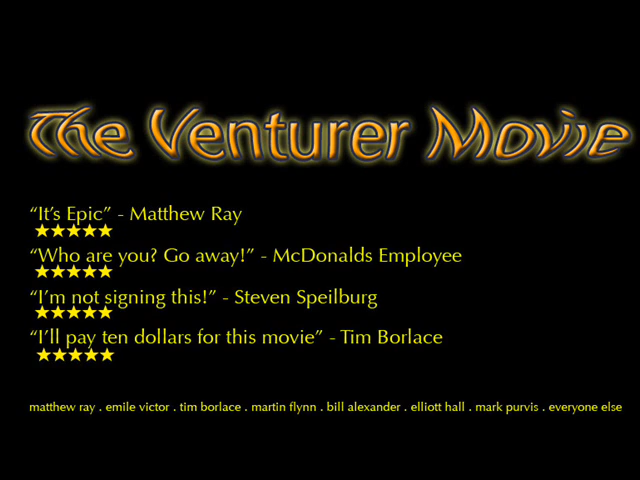 The Venturer Movie
“It’s Epic” - Matthew Ray
★★★★★
“Who are you? Go away!” - McDonalds Employee
★★★★★
“I’m not signing this!” - Steven Speilburg
★★★★★
“I’ll pay ten dollars for this movie” - Tim Borlace
★★★★★
matthew ray . emile victor . tim borlace . martin flynn . bill alexander . elliott hall . mark purvis . everyone else